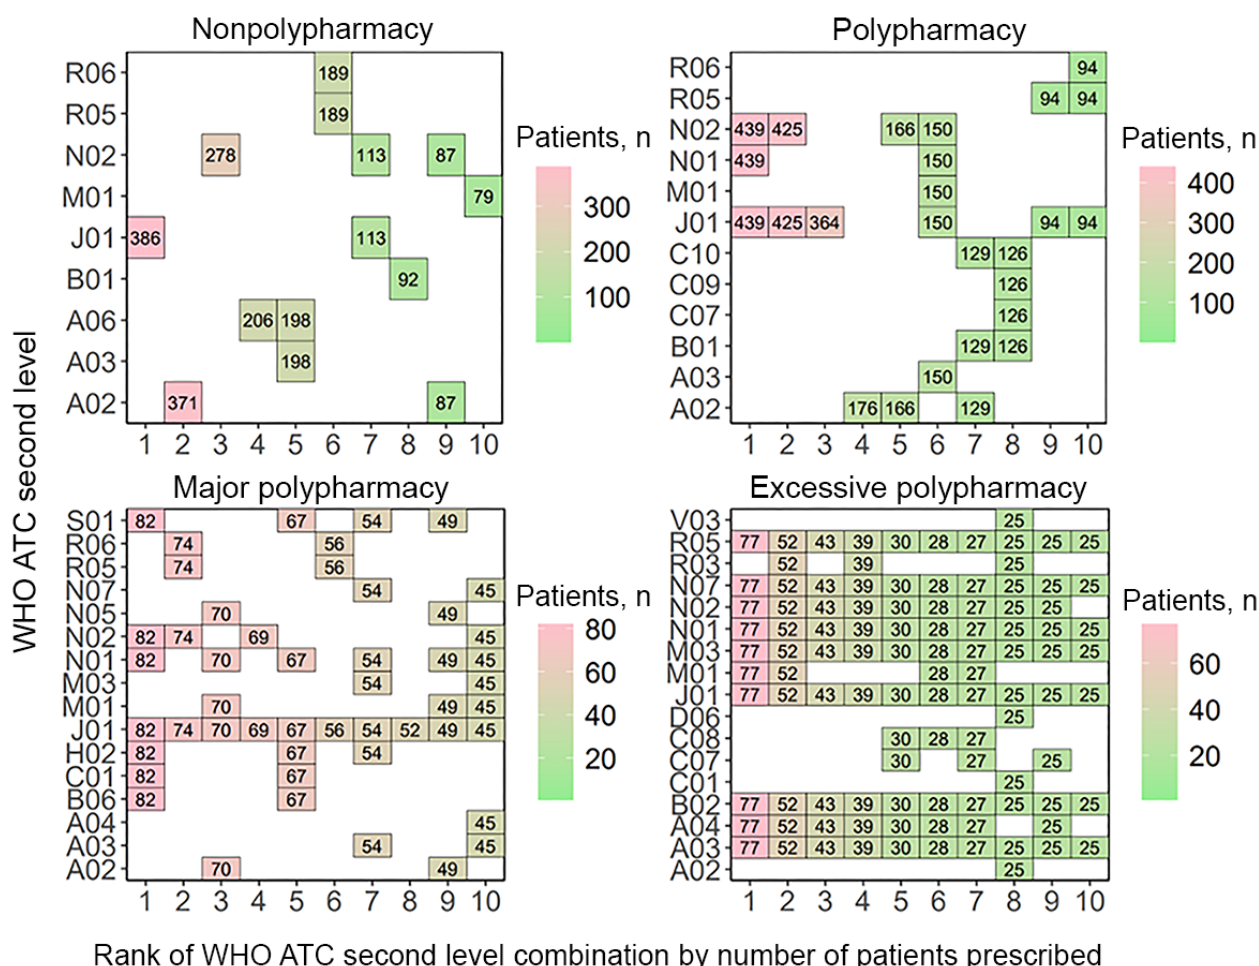 Nonpolypharmacy
R06 189
R05 189
N02 278 113 87
M01 79
J01 386 113
B01 92
A06 206 198
A03 198
A02 371 87
1 2 3 4 5 6 7 8 9 10
Patients, n
300
200
100
Polypharmacy
R06 94
R05 94 94
N02 439 425 166 150
N01 439 150
M01 150
J01 439 425 364 150 94 94
C10 129 126
C09 126
C07 126
B01 129 126
A03 150
A02 176 166 129
1 2 3 4 5 6 7 8 9 10
Patients, n
400
300
200
100
WHO ATC second level
Major polypharmacy
S01 82 67 54 49
R06 74 56
R05 74 56
N07 54 45
N05 70 49
N02 82 74 69 45
N01 82 70 67 54 49 45
M03 54 45
M01 70 49 45
J01 82 74 70 69 67 56 54 52 49 45
H02 82 67 54
C01 82 67
B06 82 67
A04 45
A03 54 45
A02 70 49
1 2 3 4 5 6 7 8 9 10
Patients, n
80
60
40
20
Excessive polypharmacy
V03 25
R05 77 52 43 39 30 28 27 25 25 25
R03 52 39 25
N07 77 52 43 39 30 28 27 25 25 25
N02 77 52 43 39 30 28 27 25 25
N01 77 52 43 39 30 28 27 25 25 25
M03 77 52 43 39 30 28 27 25 25 25
M01 77 52 28 27
J01 77 52 43 39 30 28 27 25 25 25
D06 25
C08 30 28 27
C07 30 27 25
C01 25
B02 77 52 43 39 30 28 27 25 25 25
A04 77 52 43 39 30 28 27 25
A03 77 52 43 39 30 28 27 25 25 25
A02 25
1 2 3 4 5 6 7 8 9 10
Patients, n
60
40
20
Rank of WHO ATC second level combination by number of patients prescribed